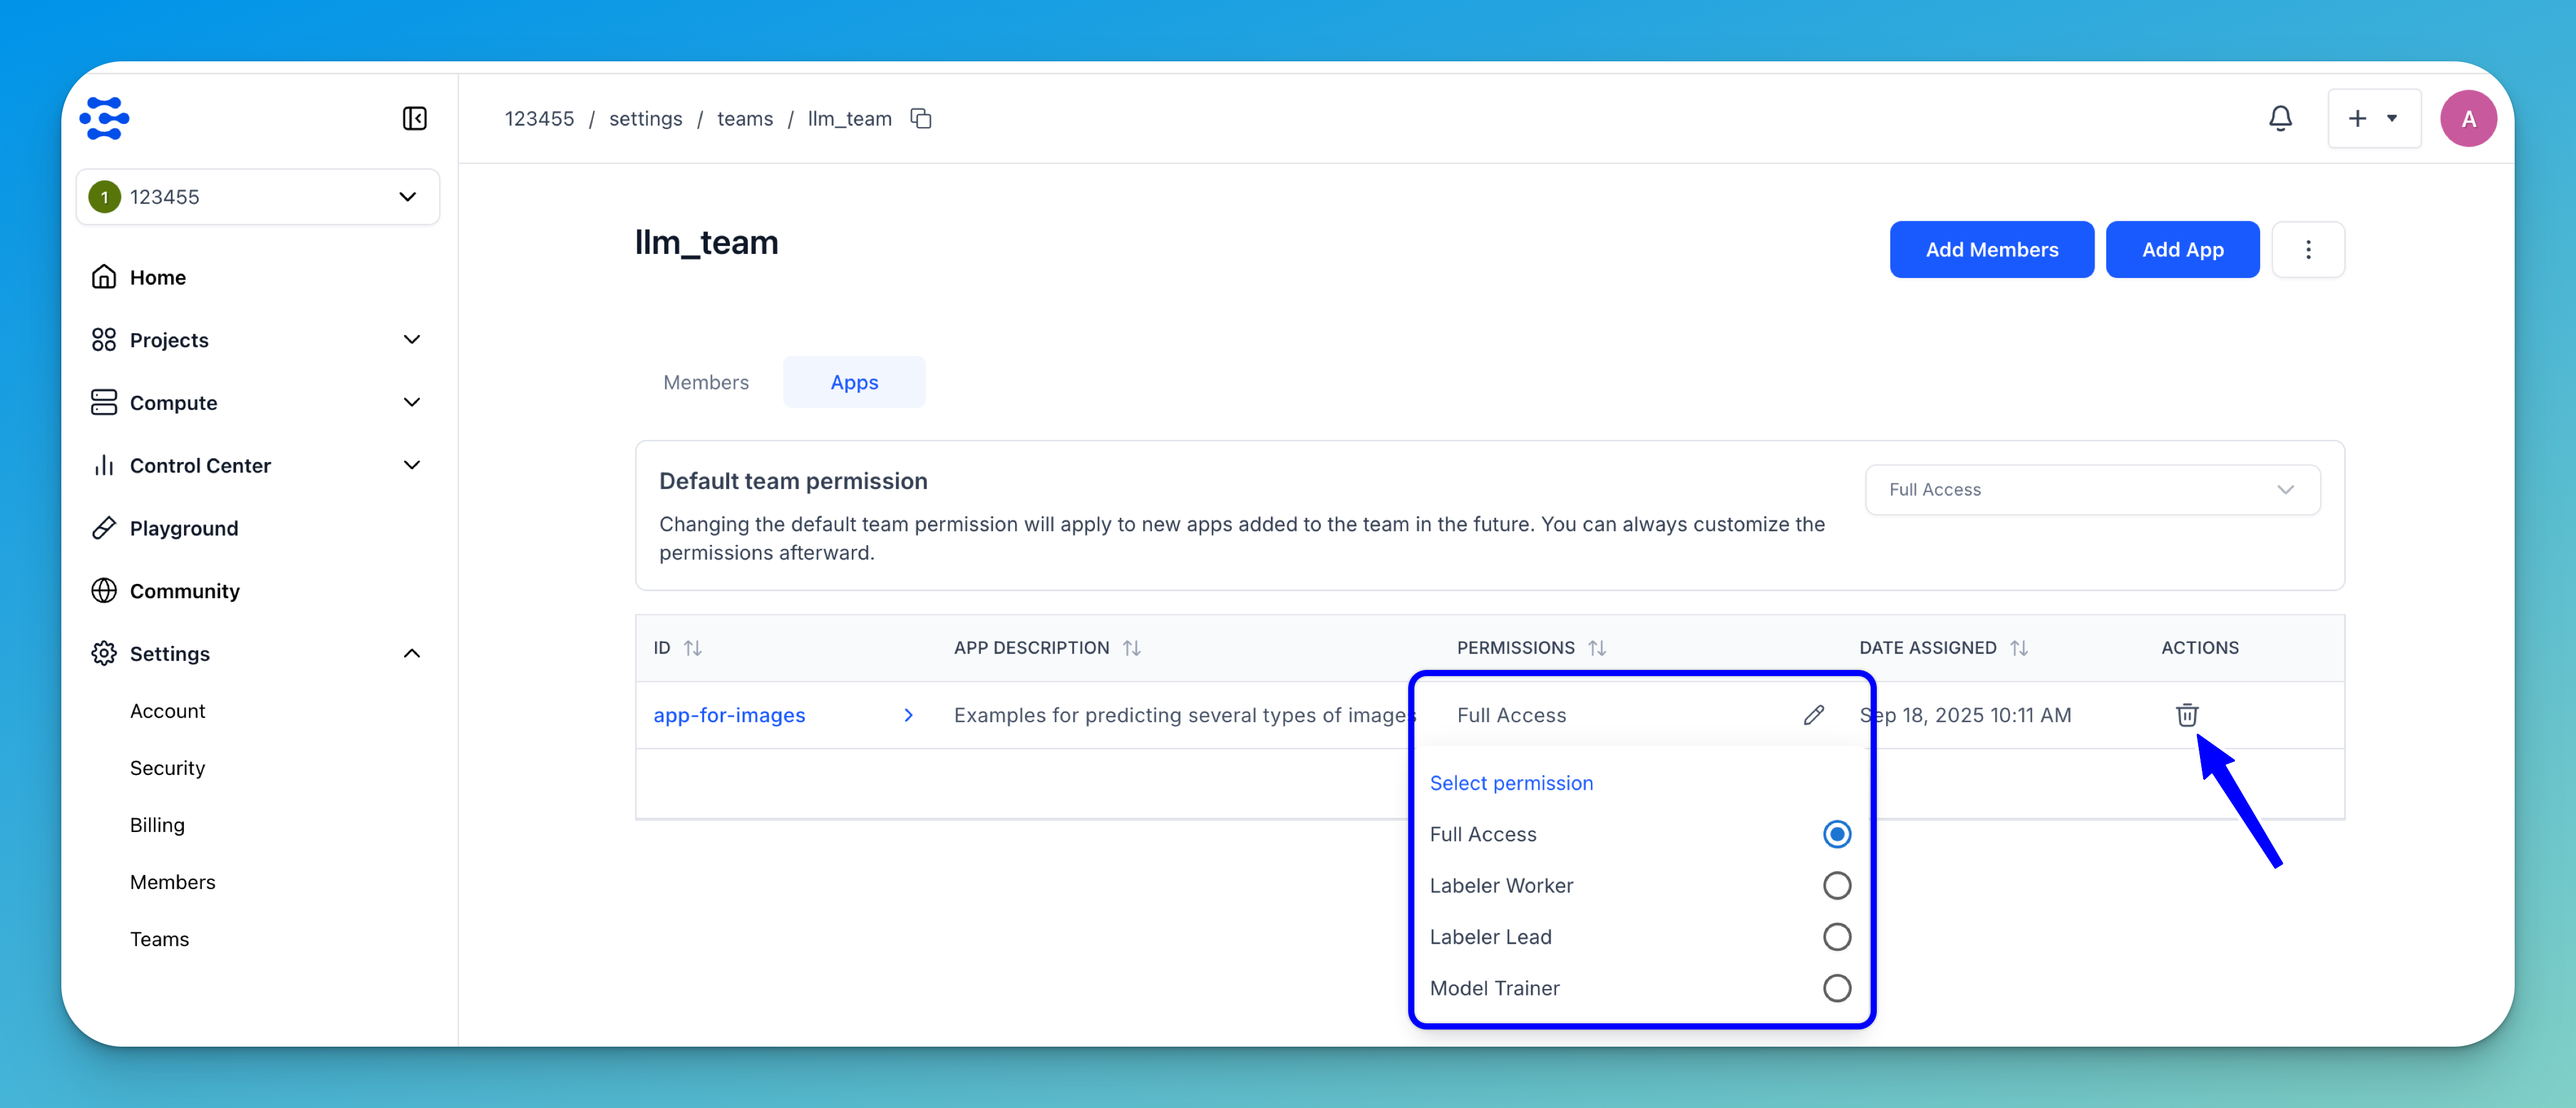 123455 / settings / teams / llm_team
A
1 123455
Home
Projects
Compute
Control Center
Playground
Community
Settings
Account
Security
Billing
Members
Teams
llm_team
Add Members
Add App
Members
Apps
Default team permission
Full Access
Changing the default team permission will apply to new apps added to the team in the future. You can always customize the
permissions afterward.
ID APP DESCRIPTION PERMISSIONS DATE ASSIGNED ACTIONS
app-for-images Examples for predicting several types of images Full Access Sep 18, 2025 10:11 AM
Select permission
Full Access
Labeler Worker
Labeler Lead
Model Trainer